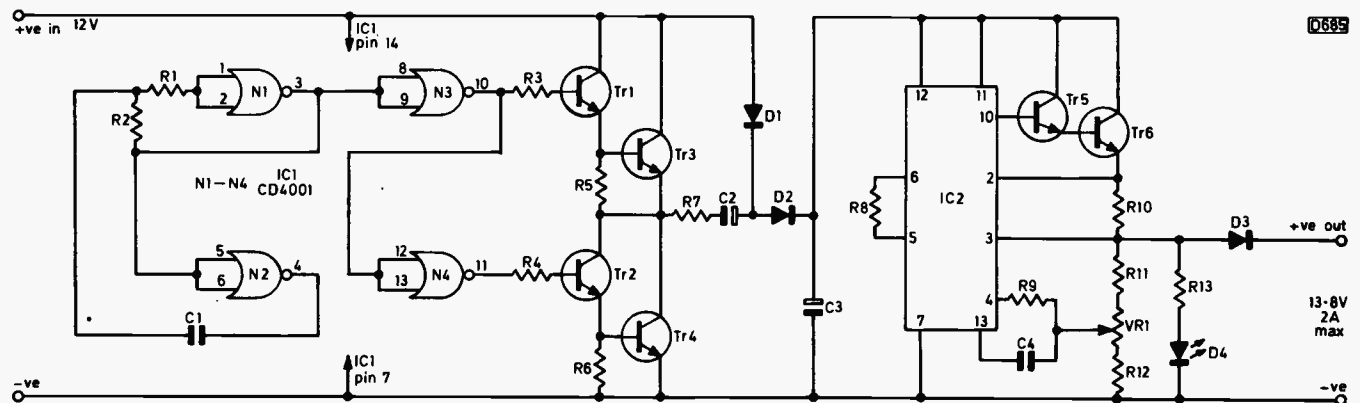 +ve in 12V
IC1
pin 14
D685
R1
1
2
N1
3
8
9
N3
10
R3
Tr1
D1
12
11
10
Tr5
Tr6
R2
Tr3
N1–N4 IC1
CD4001
R5
R7
C2
D2
6
R8
5
IC2
2
3
R10
D3
+ve out
5
6
N2
4
12
13
N4
11
R4
Tr2
R11
R13
C1
C3
4
R9
VR1
13·8V
2A
max
7
13
C4
R12
D4
Tr4
R6
IC1
pin 7
–ve
–ve